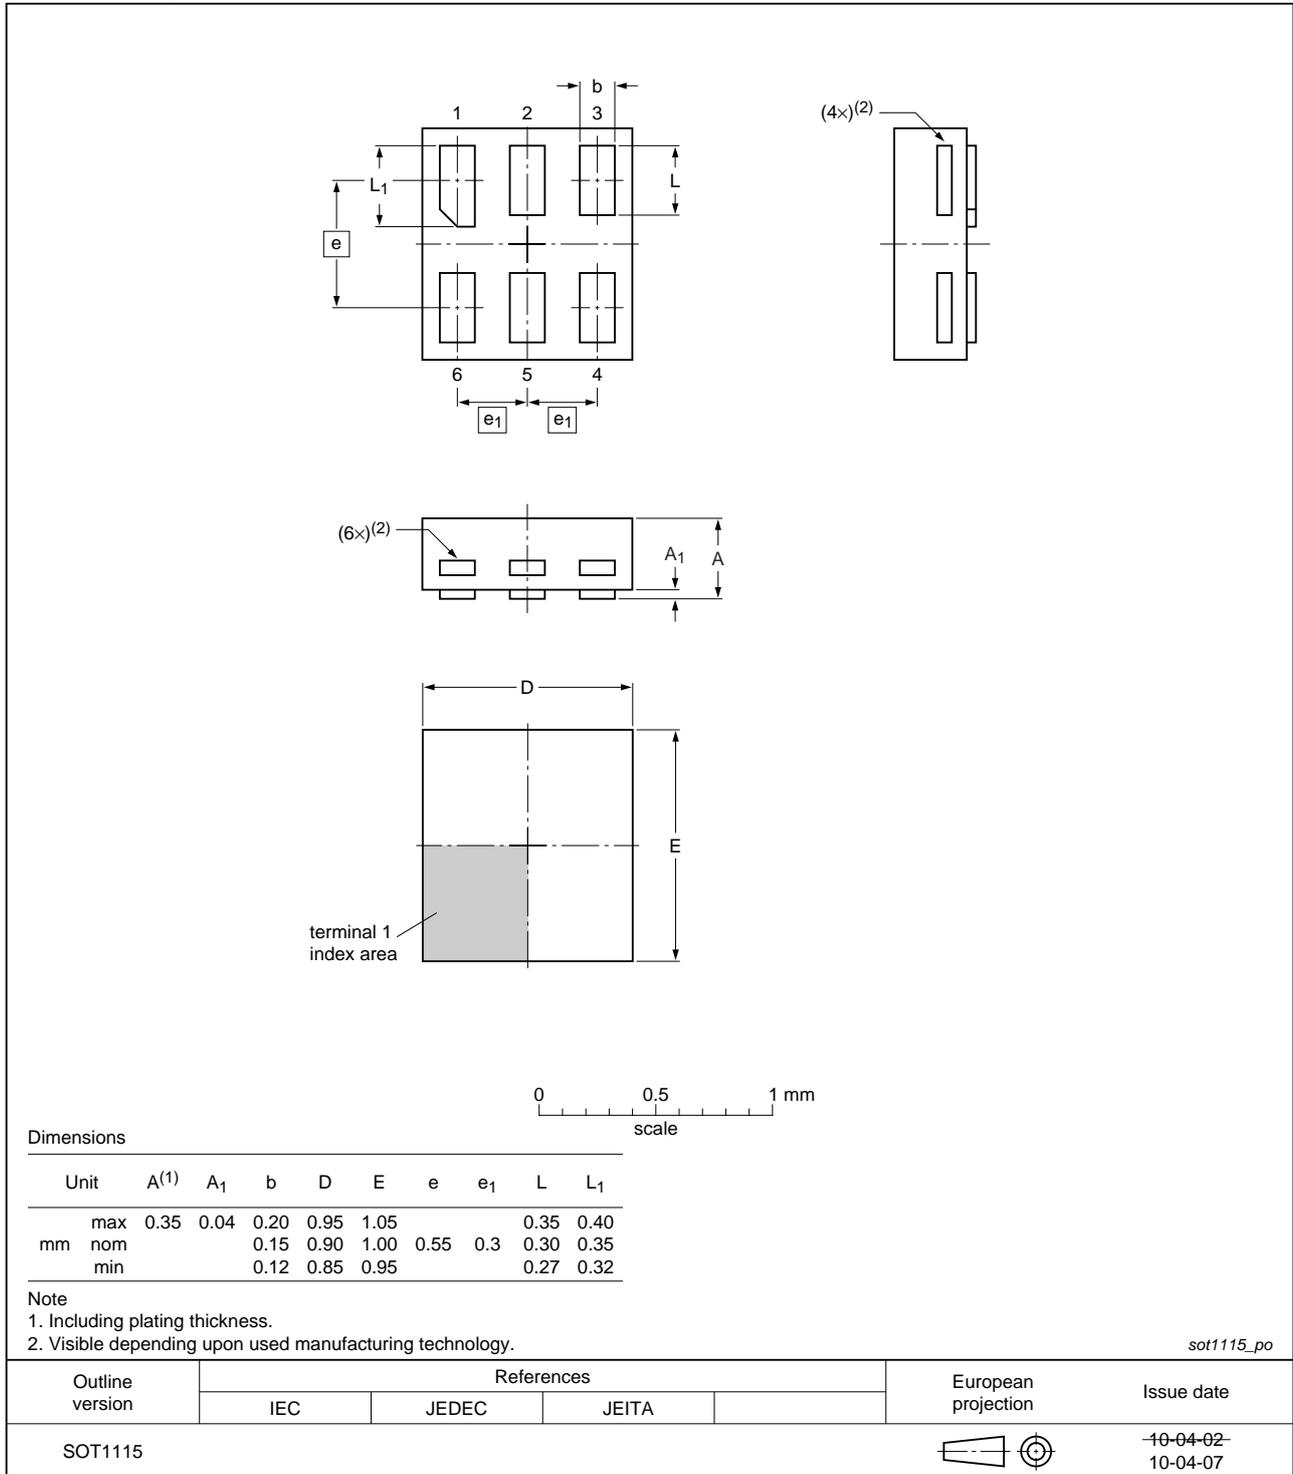 b
1 2 3
(4×)(2)
L1
L
e
6 5 4
e1 e1
(6×)(2)
A1 A
D
E
terminal 1
index area
0 0.5 1 mm
scale
Dimensions
Unit A(1) A1 b D E e e1 L L1
max 0.35 0.04 0.20 0.95 1.05 0.35 0.40
mm nom 0.15 0.90 1.00 0.55 0.3 0.30 0.35
min 0.12 0.85 0.95 0.27 0.32
Note
1. Including plating thickness.
2. Visible depending upon used manufacturing technology.
sot1115_po
Outline
version
References
IEC JEDEC JEITA
European
projection
Issue date
SOT1115
10-04-02
10-04-07